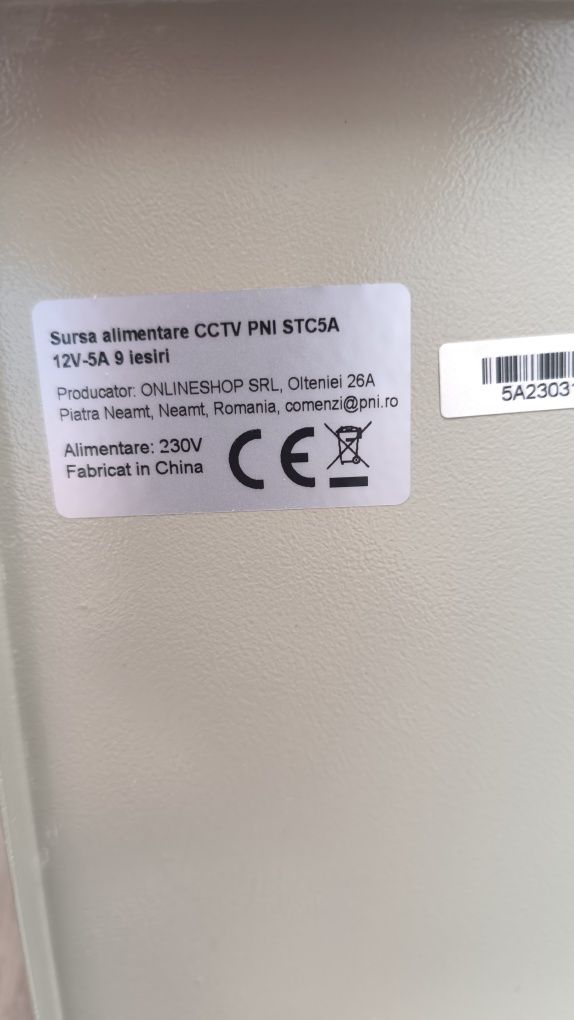 Sursa alimentare CCTV PNI STC5A
12V-5A 9 iesiri
Producator: ONLINESHOP SRL, Olteniei 26A
Piatra Neamt, Neamt, Romania, comenzi@pni.ro
Alimentare: 230V
Fabricat in China
CE